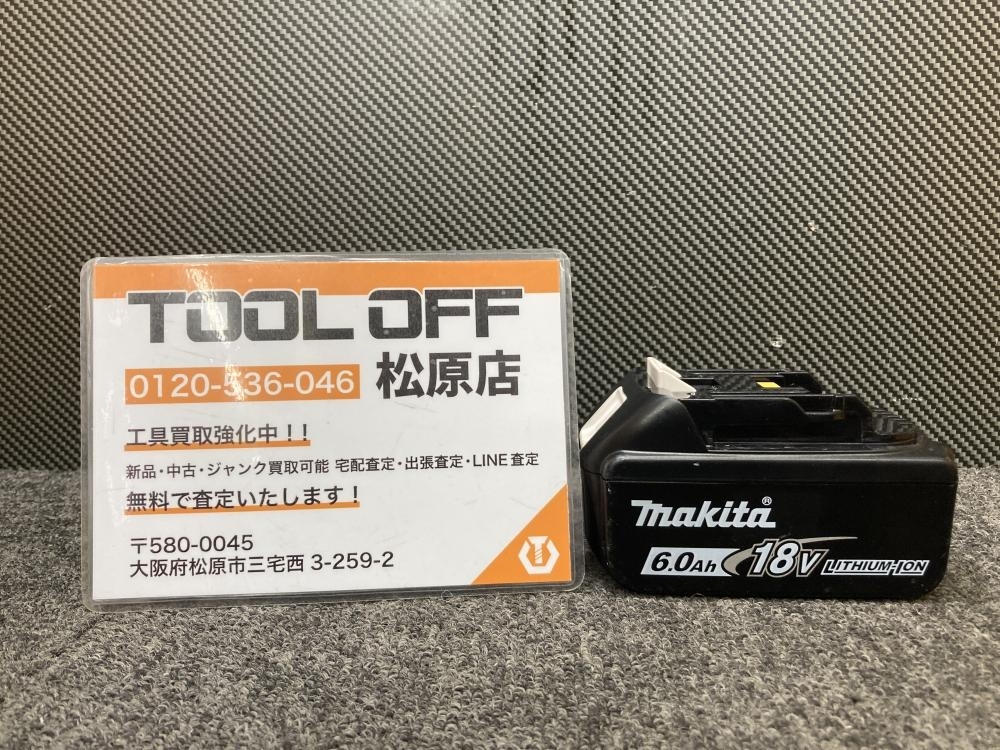 TOOL OFF
0120-536-046 松原店
工具買取強化中！！
新品・中古・ジャンク買取可能 宅配査定・出張査定・LINE査定
無料で査定いたします！
〒580-0045
大阪府松原市三宅西 3-259-2
makita®
6.0Ah 18V LITHIUM-ION